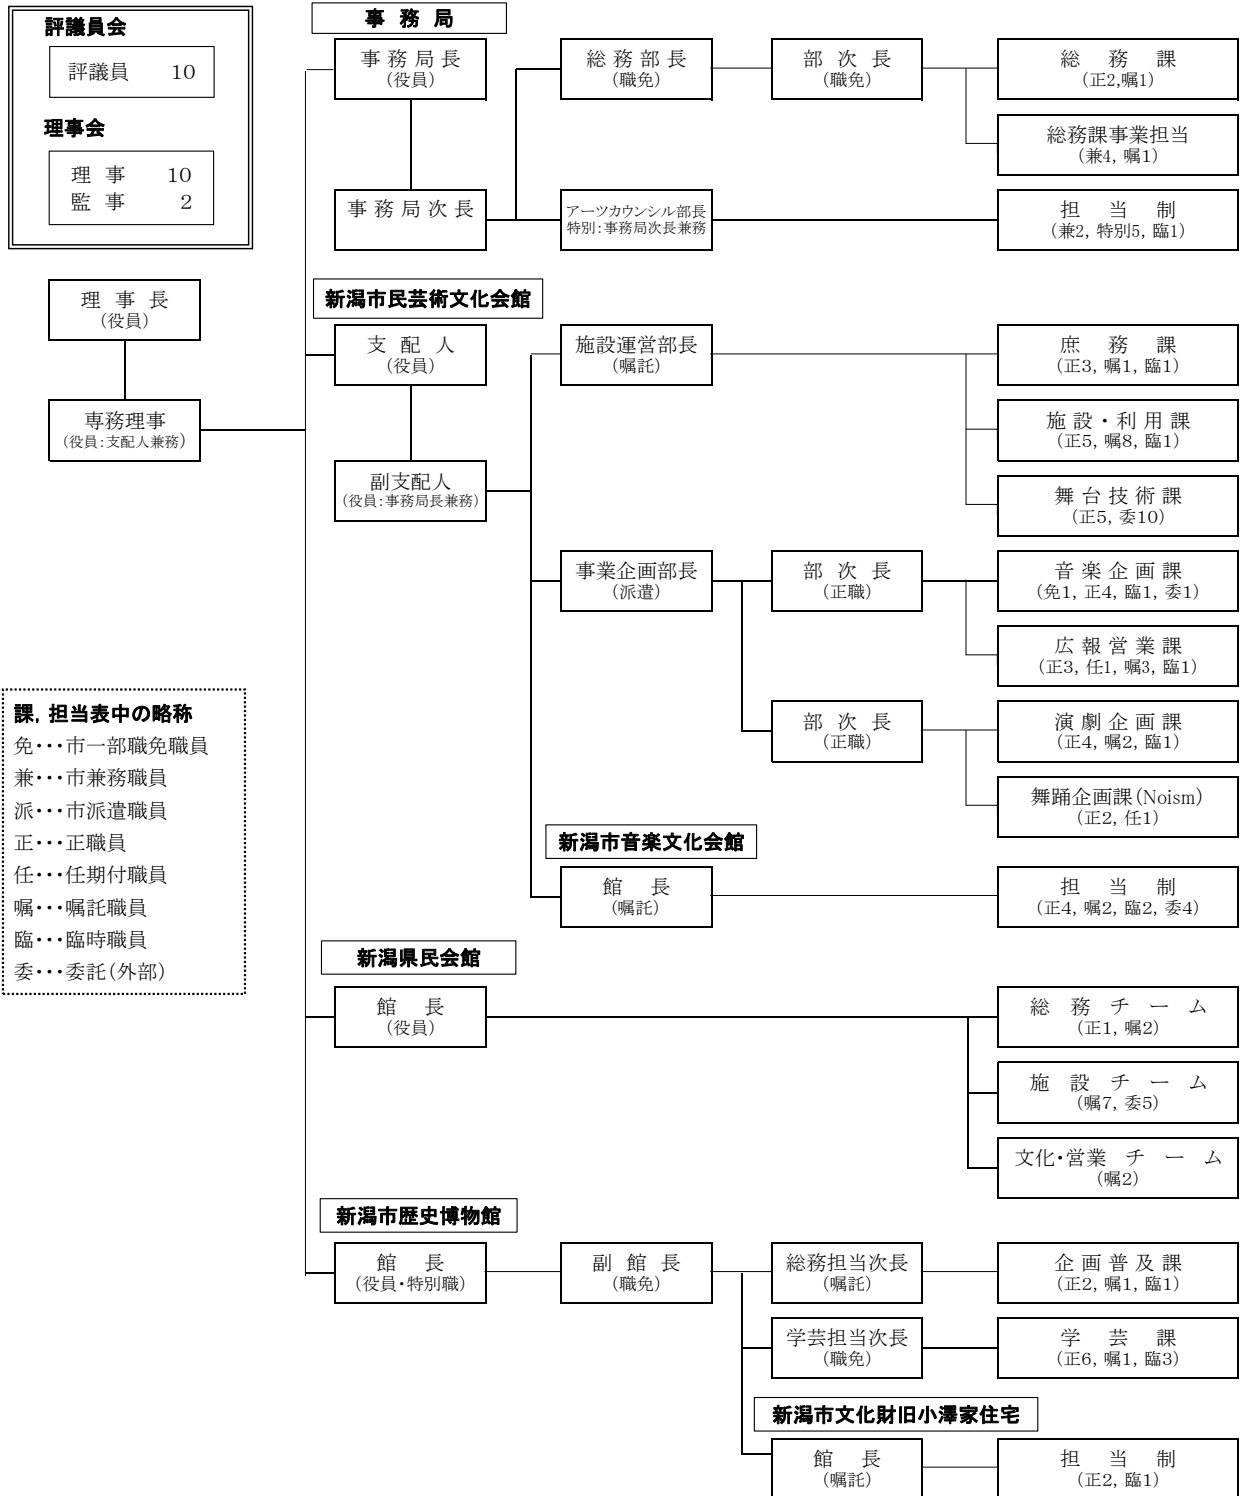 評議員会
評議員 10
理事会
理事 10
監事 2
理事長
(役員)
専務理事
(役員:支配人兼務)
事務局
事務局長
(役員)
事務局次長
総務部長
(職免)
部次長
(職免)
総務課
(正2,嘱1)
総務課事業担当
(兼4, 嘱1)
アーツカウンシル部長
特別:事務局次長兼務
担当制
(兼2, 特別5, 臨1)
新潟市民芸術文化会館
支配人
(役員)
副支配人
(役員:事務局長兼務)
施設運営部長
(嘱託)
庶務課
(正3, 嘱1, 臨1)
施設・利用課
(正5, 嘱8, 臨1)
舞台技術課
(正5, 委10)
事業企画部長
(派遣)
部次長
(正職)
音楽企画課
(免1, 正4, 臨1, 委1)
広報営業課
(正3, 任1, 嘱3, 臨1)
部次長
(正職)
演劇企画課
(正4, 嘱2, 臨1)
舞踊企画課(Noism)
(正2, 任1)
新潟市音楽文化会館
館長
(嘱託)
担当制
(正4, 嘱2, 臨2, 委4)
課, 担当表中の略称
免・・・市一部職免職員
兼・・・市兼務職員
派・・・市派遣職員
正・・・正職員
任・・・任期付職員
嘱・・・嘱託職員
臨・・・臨時職員
委・・・委託(外部)
新潟県民会館
館長
(役員)
総務チーム
(正1, 嘱2)
施設チーム
(嘱7, 委5)
文化・営業チーム
(嘱2)
新潟市歴史博物館
館長
(役員・特別職)
副館長
(職免)
総務担当次長
(嘱託)
企画普及課
(正2, 嘱1, 臨1)
学芸担当次長
(職免)
学芸課
(正6, 嘱1, 臨3)
新潟市文化財旧小澤家住宅
館長
(嘱託)
担当制
(正2, 臨1)